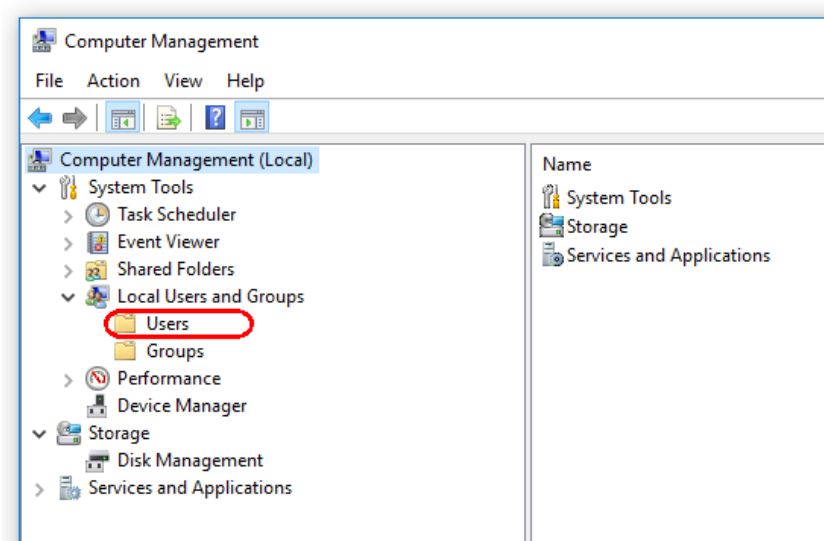 Computer Management
File Action View Help
Computer Management (Local)
System Tools
Task Scheduler
Event Viewer
Shared Folders
Local Users and Groups
Users
Groups
Performance
Device Manager
Storage
Disk Management
Services and Applications
Name
System Tools
Storage
Services and Applications